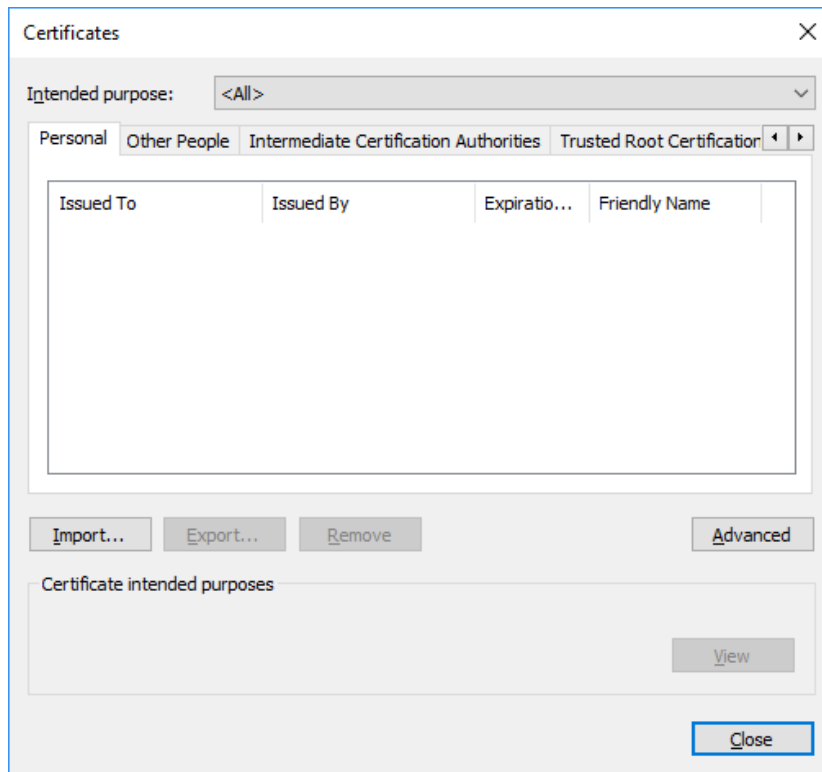 Certificates
Intended purpose: <All>
Personal Other People Intermediate Certification Authorities Trusted Root Certification
Issued To Issued By Expiratio... Friendly Name
Import... Export... Remove Advanced
Certificate intended purposes
View
Close